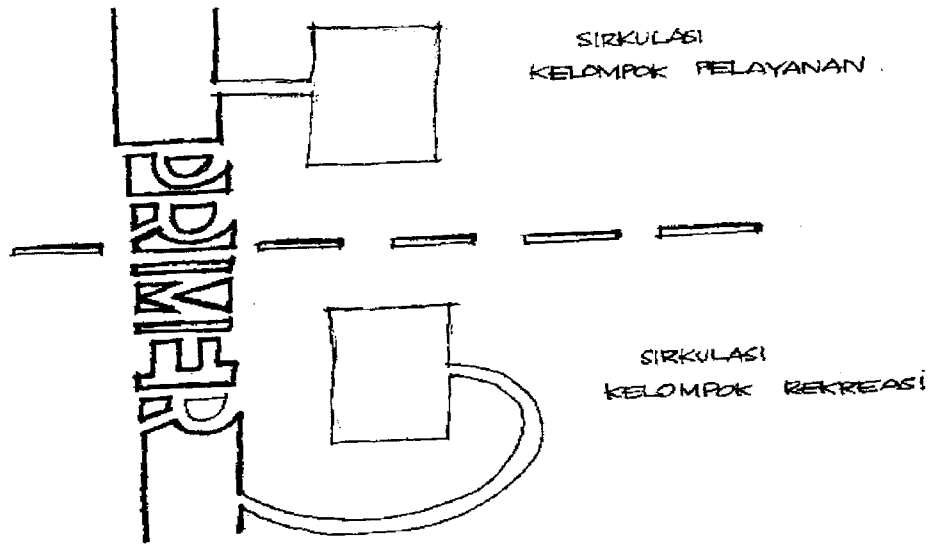 SIRKULASI
KELOMPOK PELAYANAN.
PRIMER
SIRKULASI
KELOMPOK REKREASI